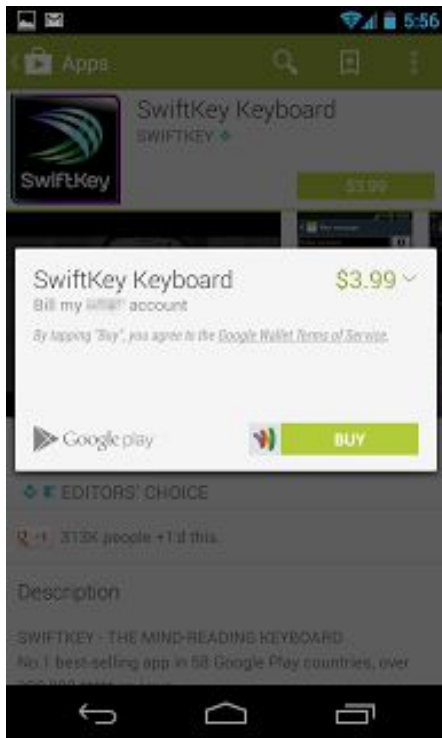 5:56
Apps
SwiftKey Keyboard
SWIFTKEY
SwiftKey
$3.99
SwiftKey Keyboard
$3.99
Bill my account
By tapping "Buy", you agree to the Google Wallet Terms of Service.
Google play
BUY
EDITORS' CHOICE
313K people +1'd this.
Description
SWIFTKEY - THE MIND-READING KEYBOARD
No.1 best-selling app in 58 Google Play countries, over